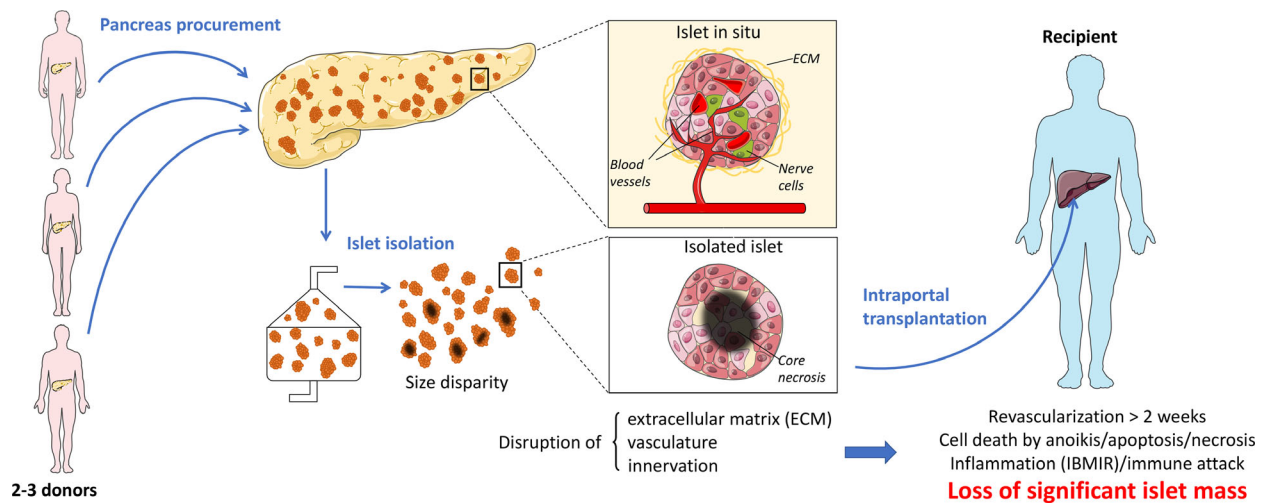 Pancreas procurement
2-3 donors
Islet in situ
ECM
Blood
vessels
Nerve
cells
Islet isolation
Size disparity
Isolated islet
Core
necrosis
Disruption of
extracellular matrix (ECM)
vasculature
innervation
Recipient
Intraportal
transplantation
Revascularization > 2 weeks
Cell death by anoikis/apoptosis/necrosis
Inflammation (IBMIR)/immune attack
Loss of significant islet mass